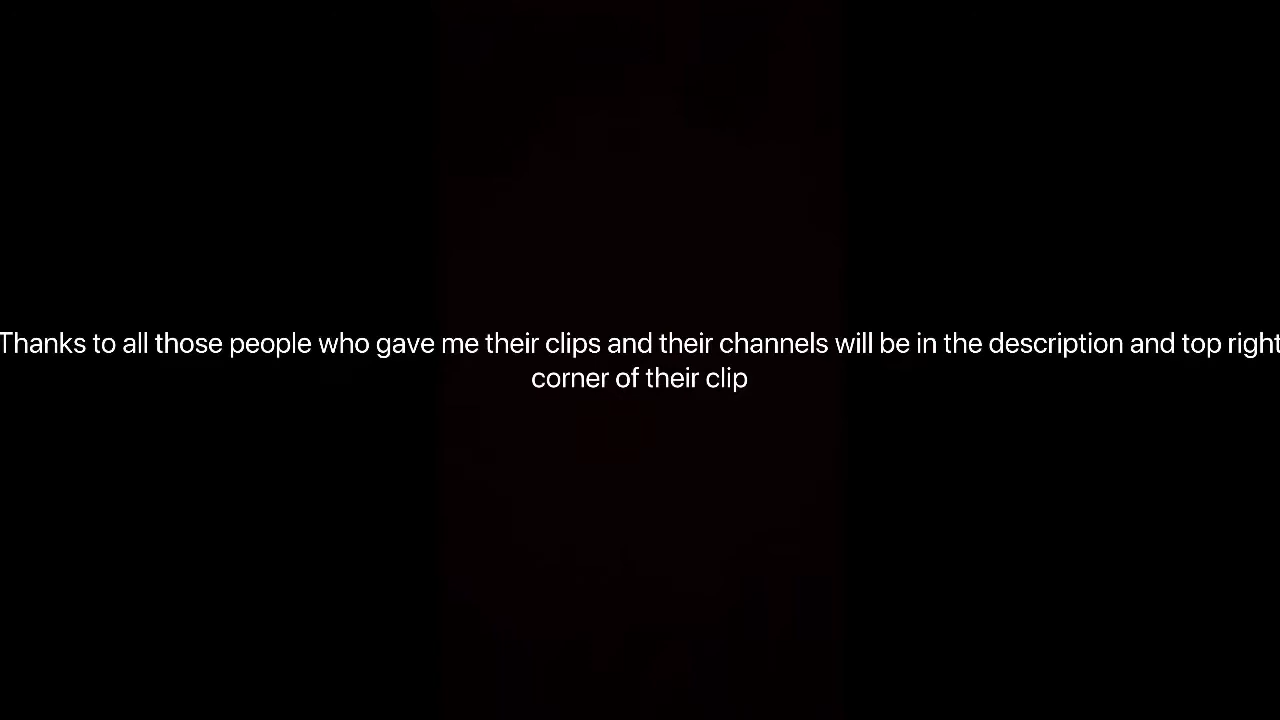 Thanks to all those people who gave me their clips and their channels will be in the description and top right
corner of their clip